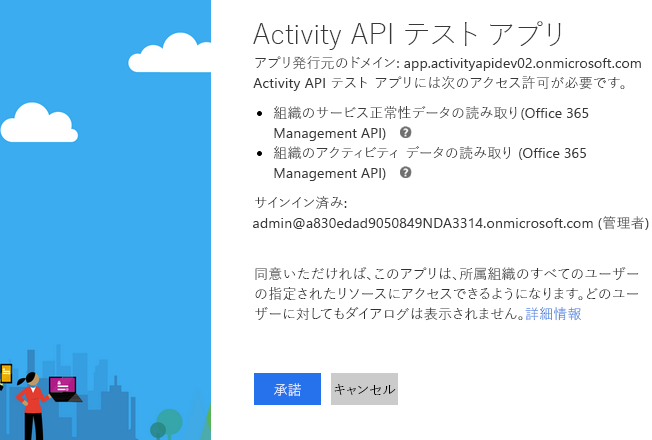 Activity API テスト アプリ
アプリ発行元のドメイン: app.activityapidev02.onmicrosoft.com
Activity API テスト アプリには次のアクセス許可が必要です。
• 組織のサービス正常性データの読み取り(Office 365
Management API) ?
• 組織のアクティビティ データの読み取り (Office 365
Management API) ?
サインイン済み:
admin@a830edad9050849NDA3314.onmicrosoft.com (管理者)
同意いただければ、このアプリは、所属組織のすべてのユーザー
の指定されたリソースにアクセスできるようになります。どのユー
ザーに対してもダイアログは表示されません。詳細情報
承諾 キャンセル